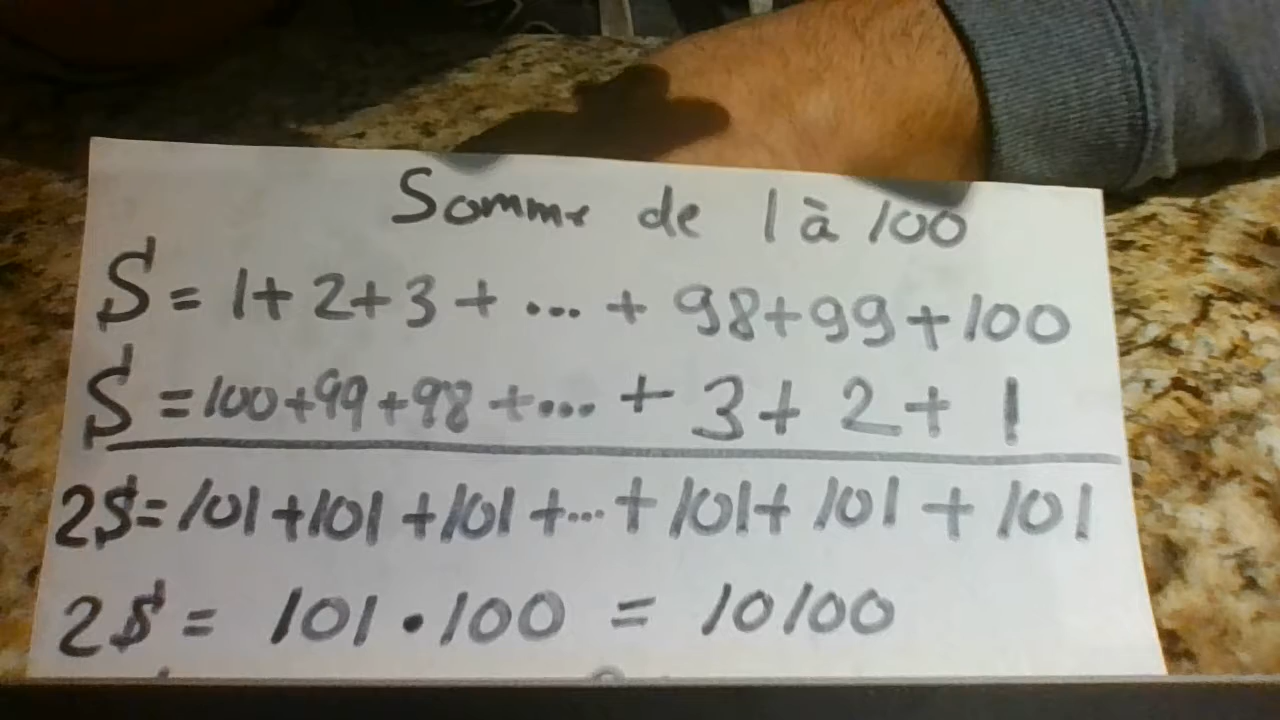 Somme de 1 à 100
S = 1 + 2 + 3 + ... + 98 + 99 + 100
S = 100 + 99 + 98 + ... + 3 + 2 + 1
2S = 101 + 101 + 101 + ... + 101 + 101 + 101
2S = 101 • 100 = 10100